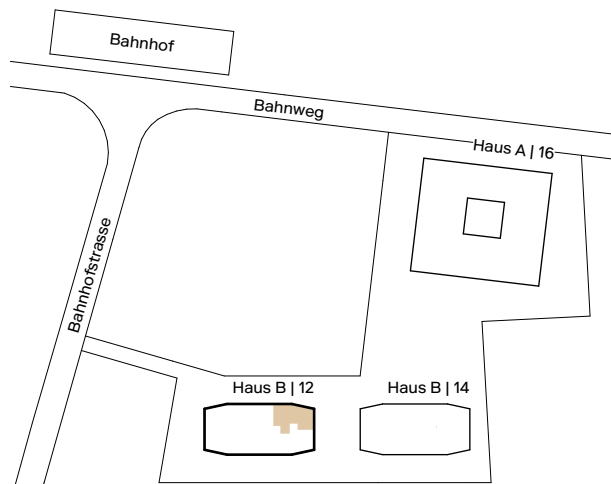 Bahnhof
Bahnweg
Haus A | 16
Bahnhofstrasse
Haus B | 12
Haus B | 14